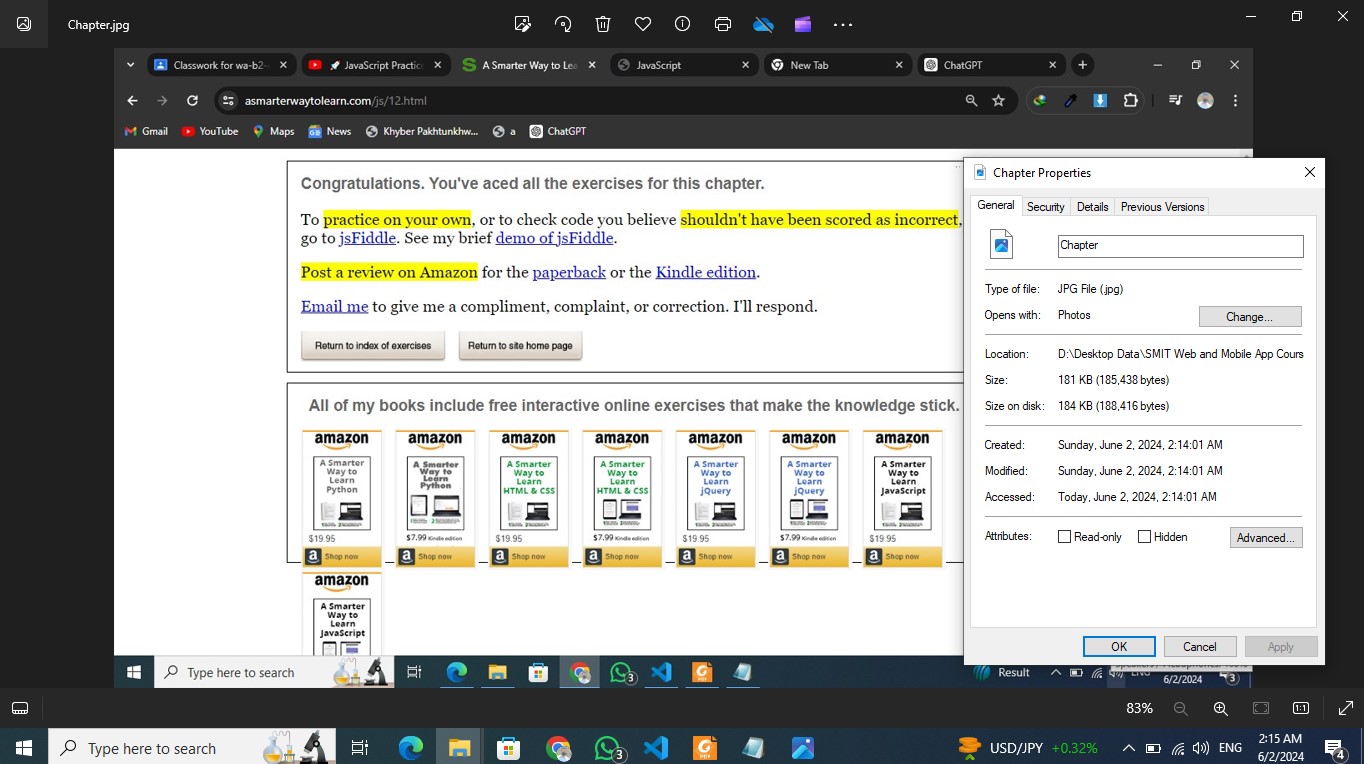 Chapter.jpg
Classwork for wa-b2-
JavaScript Practice
A Smarter Way to Lea
JavaScript
New Tab
ChatGPT
asmarterwaytolearn.com/js/12.html
Gmail
YouTube
Maps
News
Khyber Pakhtunkhw...
a
ChatGPT
Congratulations. You've aced all the exercises for this chapter.
To practice on your own, or to check code you believe shouldn't have been scored as incorrect,
go to jsFiddle. See my brief demo of jsFiddle.
Post a review on Amazon for the paperback or the Kindle edition.
Email me to give me a compliment, complaint, or correction. I'll respond.
Return to index of exercises
Return to site home page
All of my books include free interactive online exercises that make the knowledge stick.
amazon
A Smarter
Way to
Learn
Python
$19.95
Shop now
amazon
A Smarter
Way to
Learn
Python
$7.99 Kindle edition
Shop now
amazon
A Smarter
Way to
Learn
HTML & CSS
$19.95
Shop now
amazon
A Smarter
Way to
Learn
HTML & CSS
$7.99 Kindle edition
Shop now
amazon
A Smarter
Way to
Learn
jQuery
$19.95
Shop now
amazon
A Smarter
Way to
Learn
jQuery
$7.99 Kindle edition
Shop now
amazon
A Smarter
Way to
Learn
JavaScript
$19.95
Shop now
amazon
A Smarter
Way to
Learn
JavaScript
Chapter Properties
General
Security
Details
Previous Versions
Chapter
Type of file: JPG File (.jpg)
Opens with: Photos
Change...
Location: D:\Desktop Data\SMIT Web and Mobile App Cours
Size: 181 KB (185,438 bytes)
Size on disk: 184 KB (188,416 bytes)
Created: Sunday, June 2, 2024, 2:14:01 AM
Modified: Sunday, June 2, 2024, 2:14:01 AM
Accessed: Today, June 2, 2024, 2:14:01 AM
Attributes: Read-only Hidden
Advanced...
OK
Cancel
Apply
Type here to search
3
Result
ENG
6/2/2024
3
83%
1:1
Type here to search
3
PDF
USD/JPY +0.32%
ENG
2:15 AM
6/2/2024
4